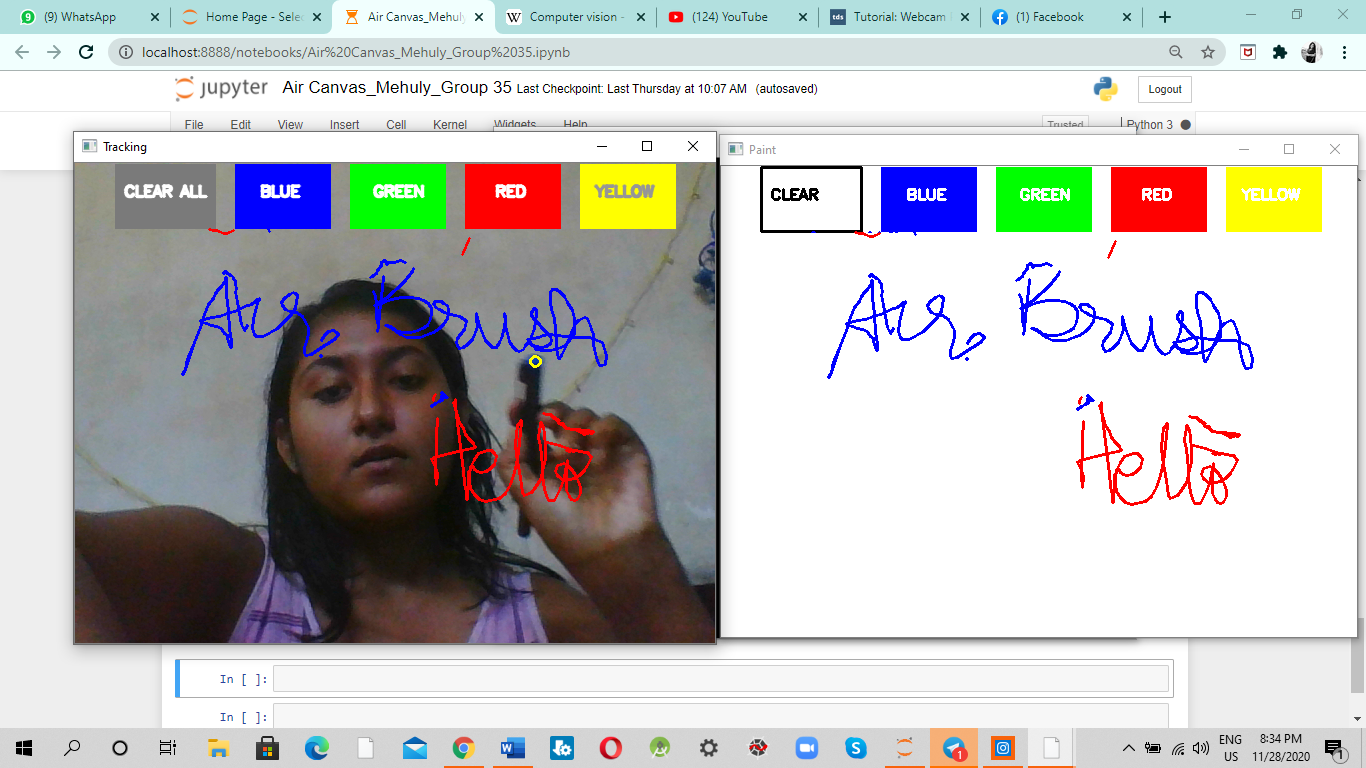 (9) WhatsApp
Home Page - Sele
Air Canvas_Mehuly
Computer vision -
(124) YouTube
Tutorial: Webcam
(1) Facebook
localhost:8888/notebooks/Air%20Canvas_Mehuly_Group%2035.ipynb
jupyter Air Canvas_Mehuly_Group 35 Last Checkpoint: Last Thursday at 10:07 AM (autosaved)
Logout
File Edit View Insert Cell Kernel Widgets Help
Trusted
Python 3
Tracking
CLEAR ALL BLUE GREEN RED YELLOW
Air Brush
Hello
Paint
CLEAR BLUE GREEN RED YELLOW
Air Brush
Hello
In [ ]:
In [ ]:
ENG
US
8:34 PM
11/28/2020
1